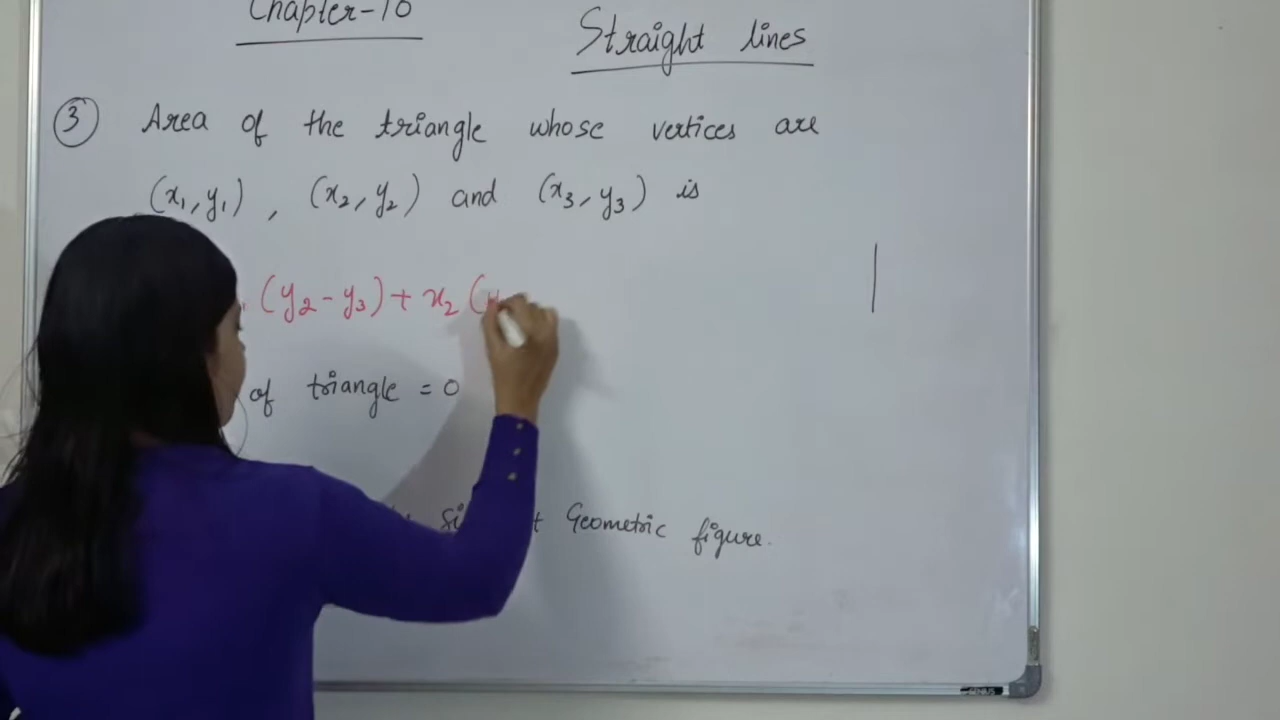 Chapter-10
Straight lines
3 Area of the triangle whose vertices are
(x₁, y₁) , (x₂, y₂) and (x₃, y₃) is
(y₂ - y₃) + x₂ (
of triangle = 0
Geometric figure.